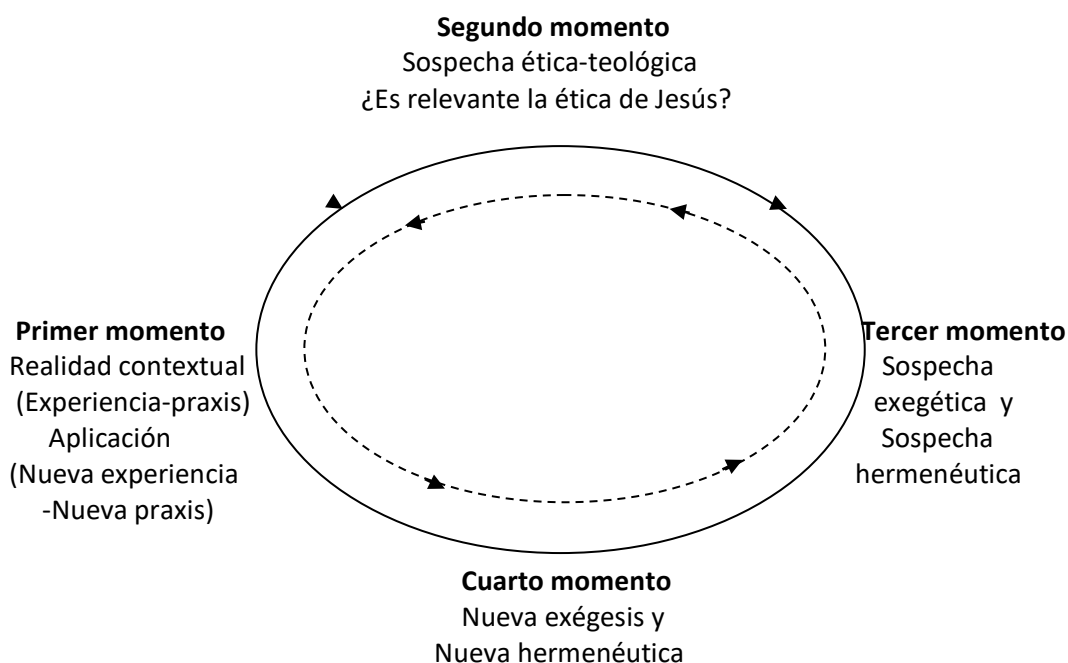 Segundo momento
Sospecha ética-teológica
¿Es relevante la ética de Jesús?
Primer momento
Realidad contextual
(Experiencia-praxis)
Aplicación
(Nueva experiencia
-Nueva praxis)
Tercer momento
Sospecha
exegética y
Sospecha
hermenéutica
Cuarto momento
Nueva exégesis y
Nueva hermenéutica